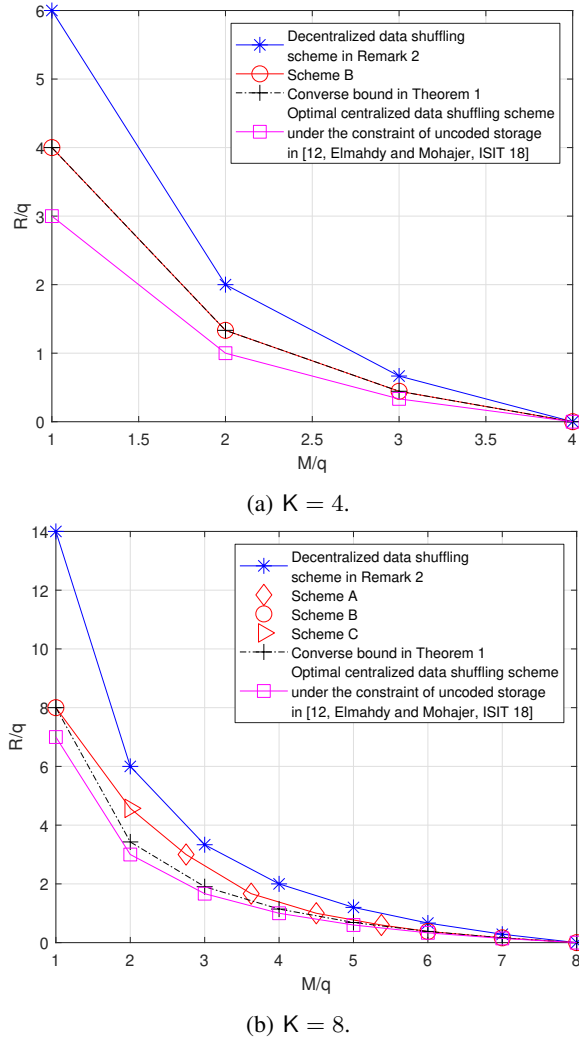 6
5
4
3
2
1
0
R/q
Decentralized data shuffling
scheme in Remark 2
Scheme B
Converse bound in Theorem 1
Optimal centralized data shuffling scheme
under the constraint of uncoded storage
in [12, Elmahdy and Mohajer, ISIT 18]
1 1.5 2 2.5 3 3.5 4
M/q
(a) K = 4.
14
12
10
8
6
4
2
0
R/q
Decentralized data shuffling
scheme in Remark 2
Scheme A
Scheme B
Scheme C
Converse bound in Theorem 1
Optimal centralized data shuffling scheme
under the constraint of uncoded storage
in [12, Elmahdy and Mohajer, ISIT 18]
1 2 3 4 5 6 7 8
M/q
(b) K = 8.